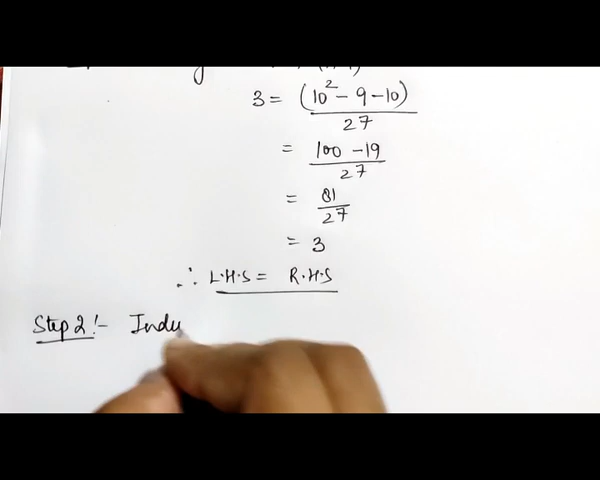 3 = (10² - 9 - 10)
27
= 100 - 19
27
= 81
27
= 3
∴ L.H.S = R.H.S
Step 2!- Indu